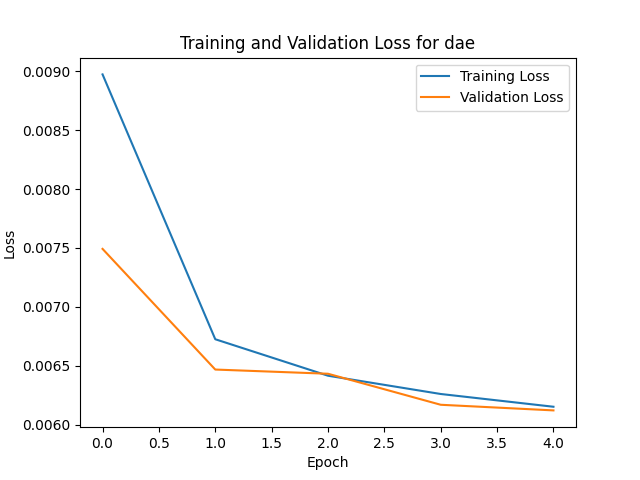 Training and Validation Loss for dae
Training Loss
Validation Loss
0.0090
0.0085
0.0080
0.0075
0.0070
0.0065
0.0060
Loss
0.0 0.5 1.0 1.5 2.0 2.5 3.0 3.5 4.0
Epoch